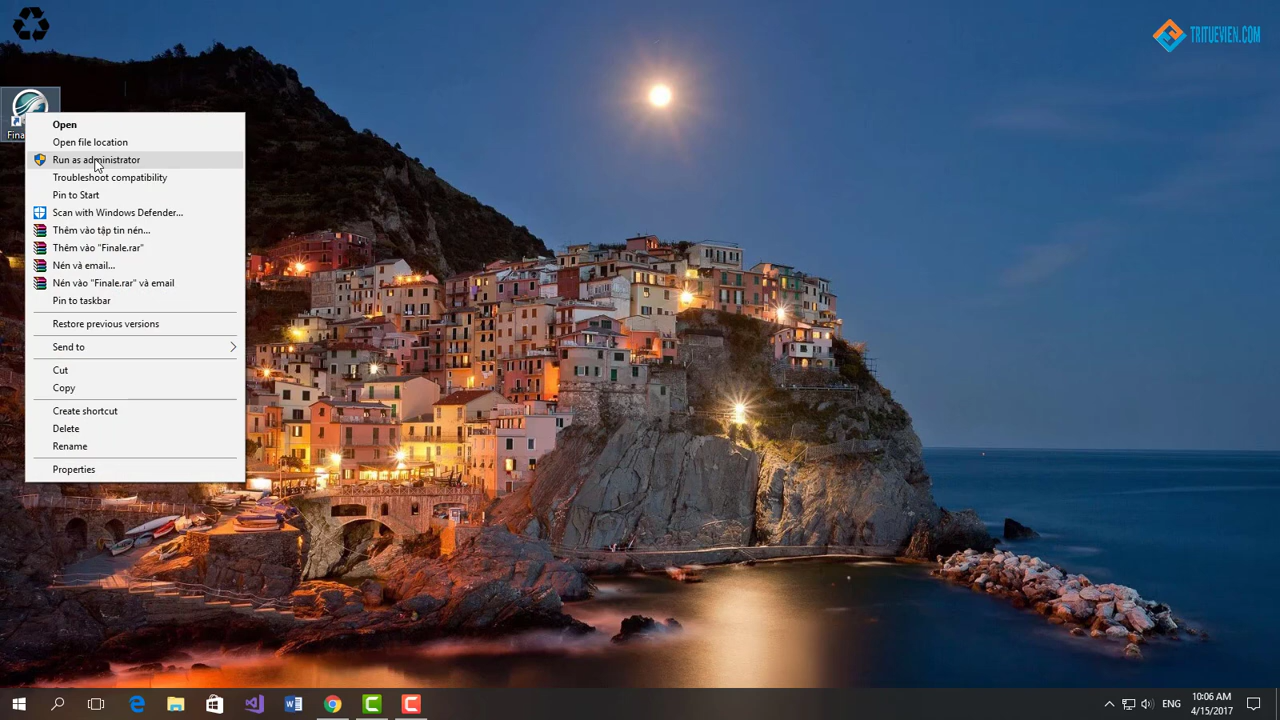 TRITUEVIEN.COM
Fina
Open
Open file location
Run as administrator
Troubleshoot compatibility
Pin to Start
Scan with Windows Defender...
Thêm vào tập tin nén...
Thêm vào "Finale.rar"
Nén và email...
Nén vào "Finale.rar" và email
Pin to taskbar
Restore previous versions
Send to
Cut
Copy
Create shortcut
Delete
Rename
Properties
ENG
10:06 AM
4/15/2017